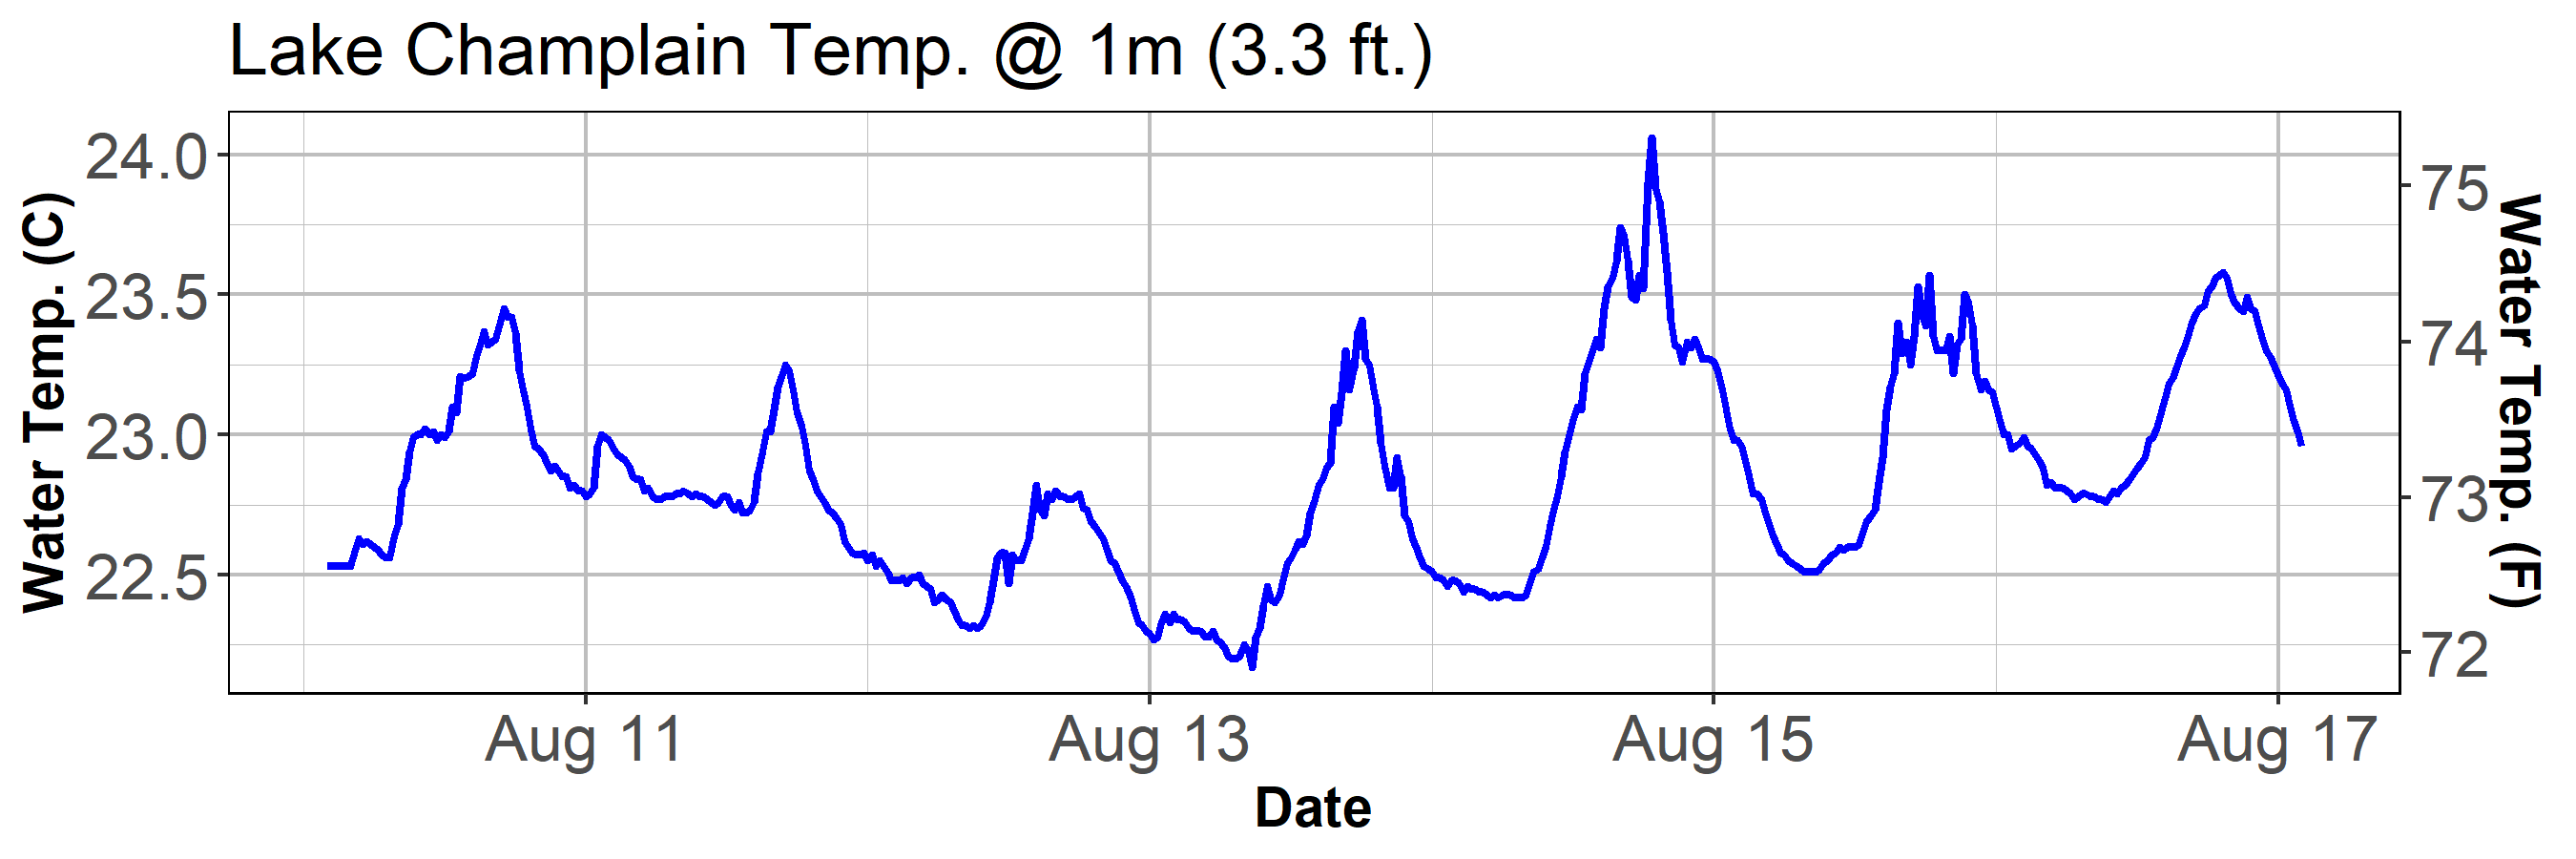 Lake Champlain Temp. @ 1m (3.3 ft.)
Water Temp. (C)
24.0
23.5
23.0
22.5
75
74
73
72
Water Temp. (F)
Aug 11
Aug 13
Aug 15
Aug 17
Date